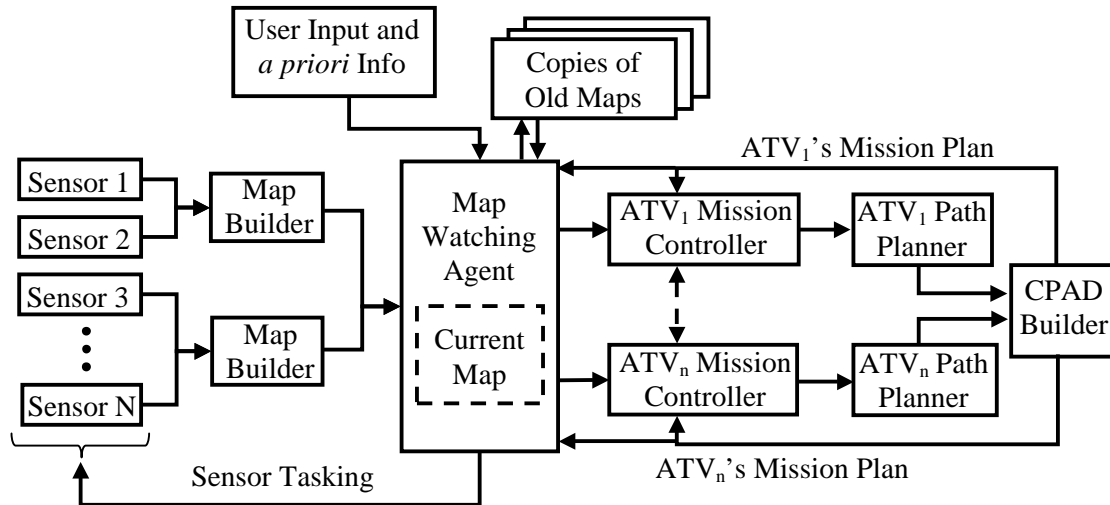 User Input and
a priori Info
Copies of
Old Maps
ATV₁'s Mission Plan
Sensor 1
Sensor 2
Map
Builder
Sensor 3
Sensor N
Map
Builder
Map
Watching
Agent
Current
Map
ATV₁ Mission
Controller
ATV₁ Path
Planner
CPAD
Builder
ATVₙ Mission
Controller
ATVₙ Path
Planner
Sensor Tasking
ATVₙ's Mission Plan